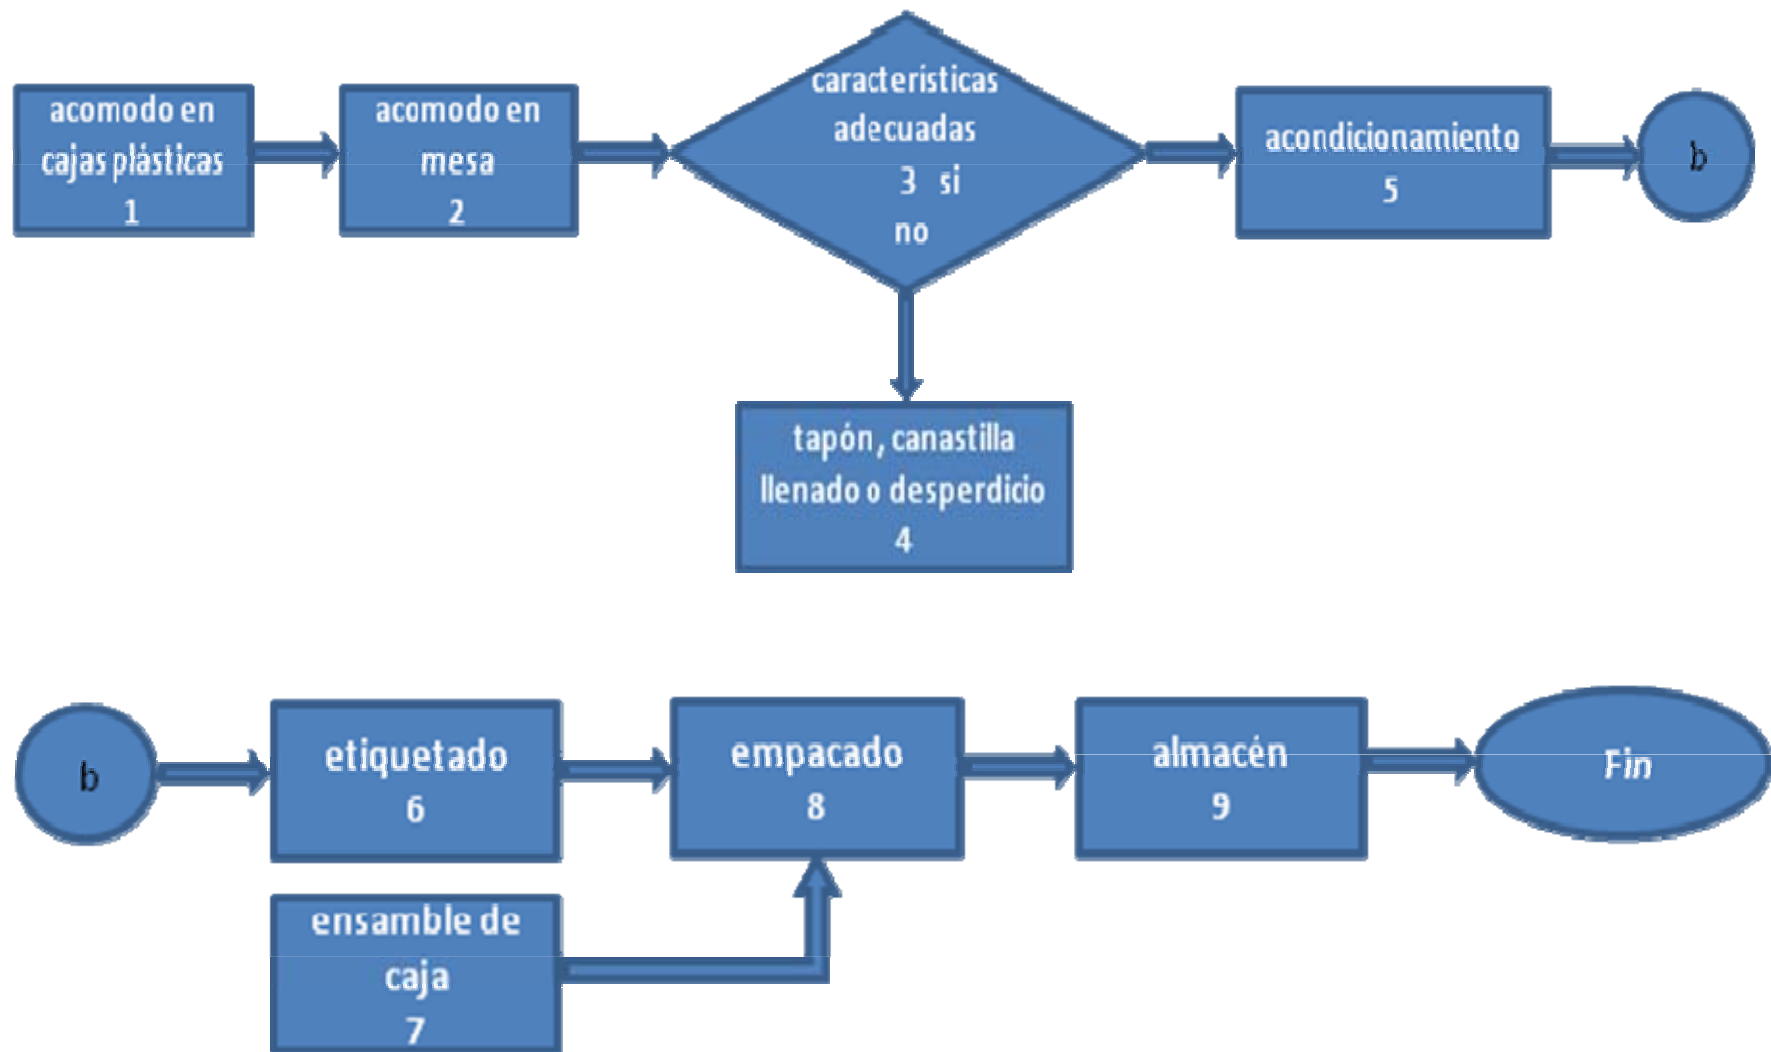 acomodo en
cajas plásticas
1
acomodo en
mesa
2
características
adecuadas
3 si
no
acondicionamiento
5
b
tapón, canastilla
llenado o desperdicio
4
b
etiquetado
6
empacado
8
almacén
9
Fin
ensamble de
caja
7